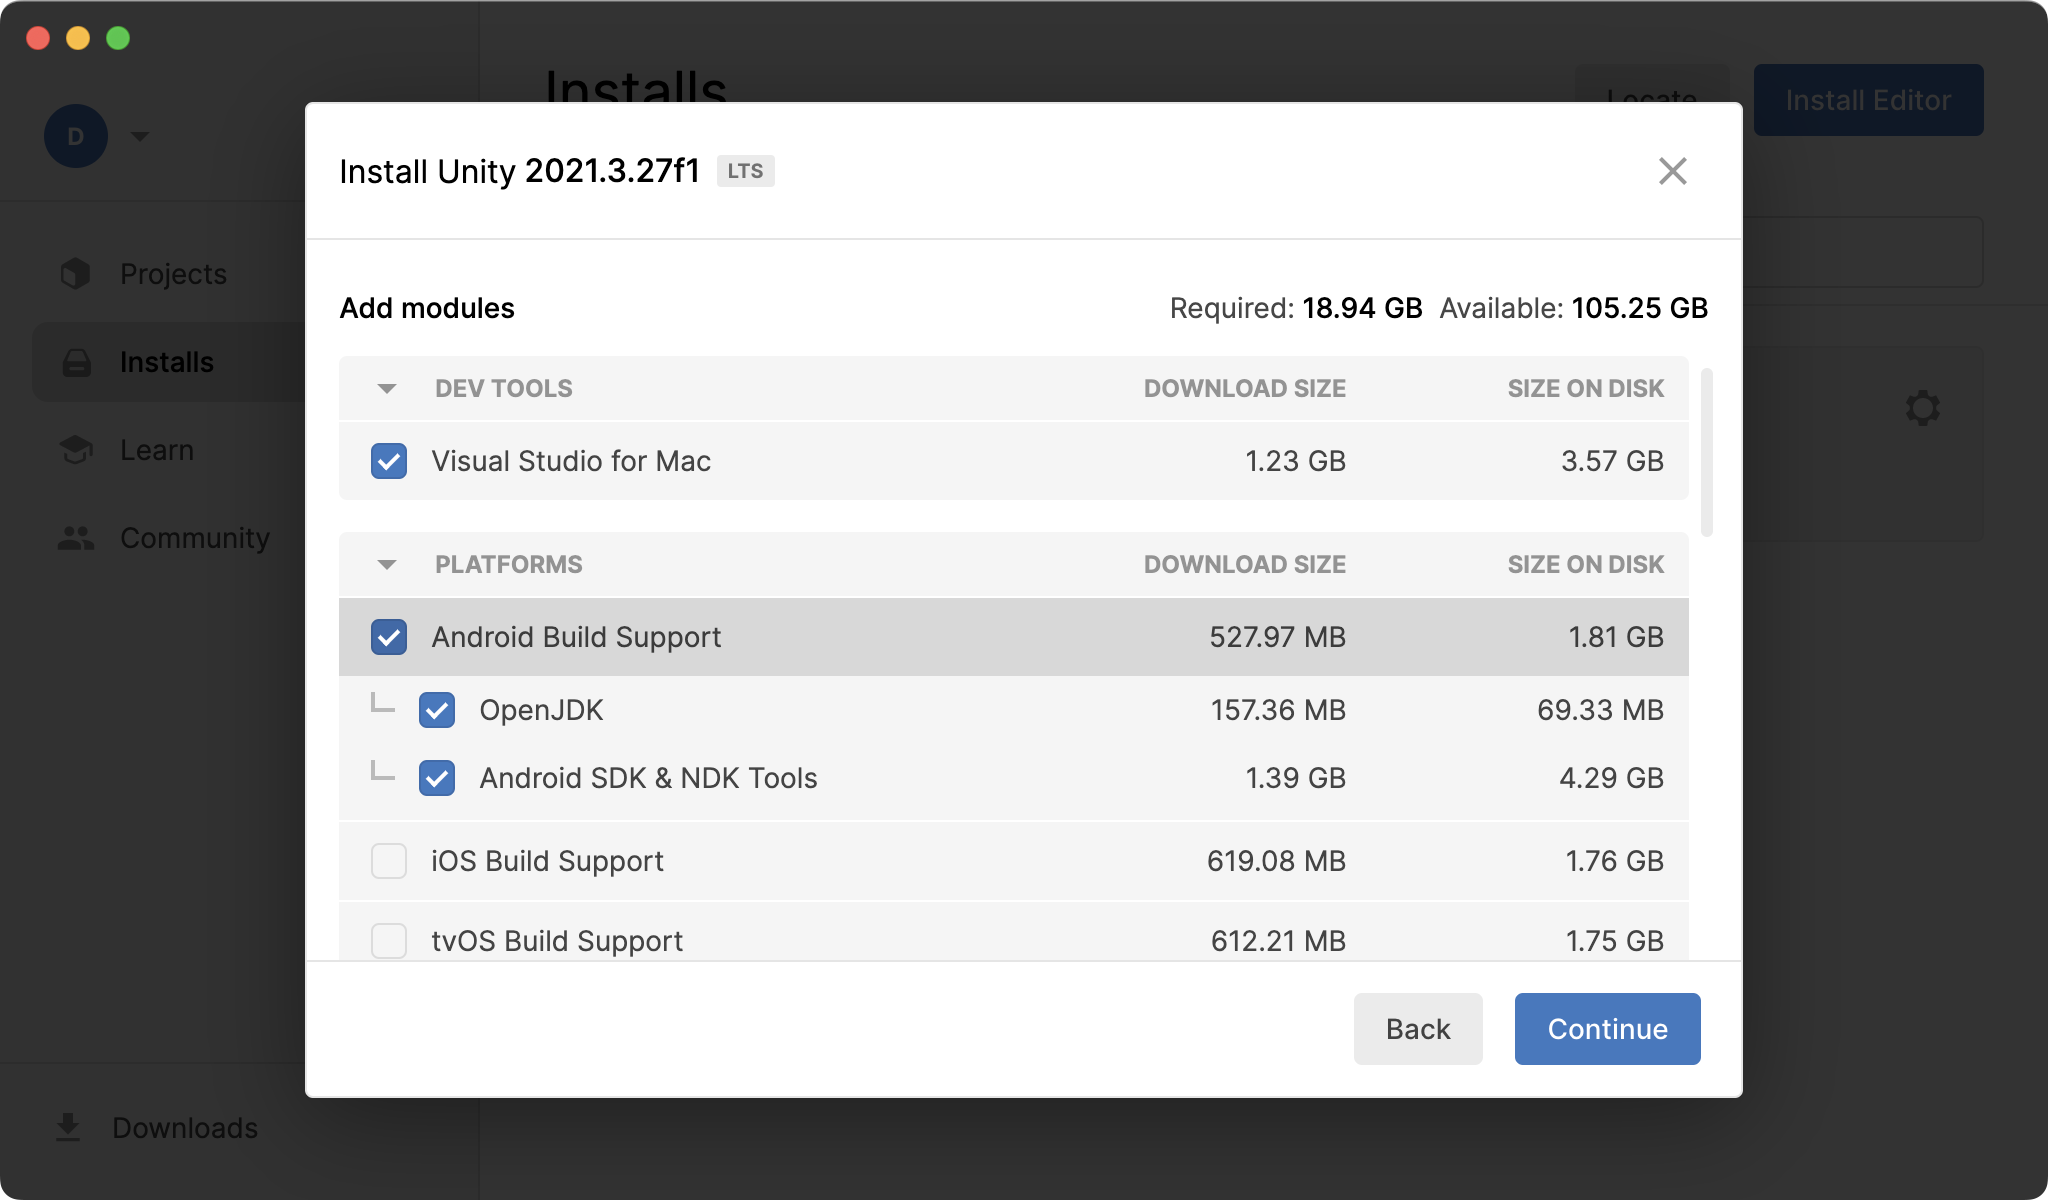 Installs
Locate
Install Editor
D
Projects
Installs
Learn
Community
Downloads
Install Unity 2021.3.27f1 LTS
Add modules
Required: 18.94 GB Available: 105.25 GB
DEV TOOLS DOWNLOAD SIZE SIZE ON DISK
Visual Studio for Mac 1.23 GB 3.57 GB
PLATFORMS DOWNLOAD SIZE SIZE ON DISK
Android Build Support 527.97 MB 1.81 GB
OpenJDK 157.36 MB 69.33 MB
Android SDK & NDK Tools 1.39 GB 4.29 GB
iOS Build Support 619.08 MB 1.76 GB
tvOS Build Support 612.21 MB 1.75 GB
Back Continue